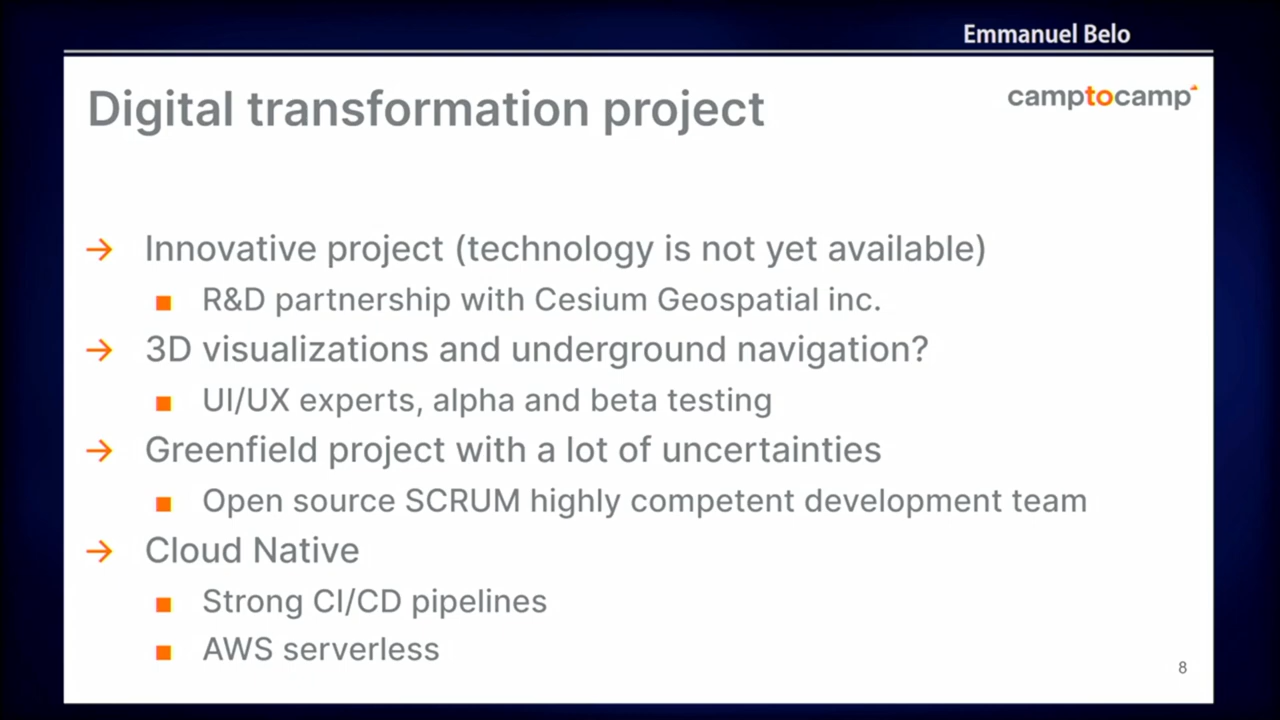 Emmanuel Belo
Digital transformation project
camptocamp
→ Innovative project (technology is not yet available)
■ R&D partnership with Cesium Geospatial inc.
→ 3D visualizations and underground navigation?
■ UI/UX experts, alpha and beta testing
→ Greenfield project with a lot of uncertainties
■ Open source SCRUM highly competent development team
→ Cloud Native
■ Strong CI/CD pipelines
■ AWS serverless
8